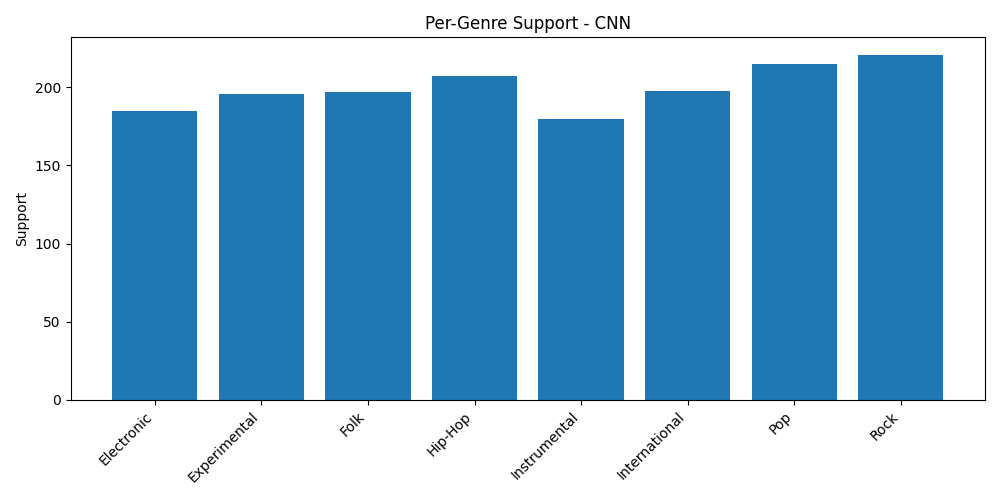 Per-Genre Support - CNN
Support
200
150
100
50
0
Electronic
Experimental
Folk
Hip-Hop
Instrumental
International
Pop
Rock